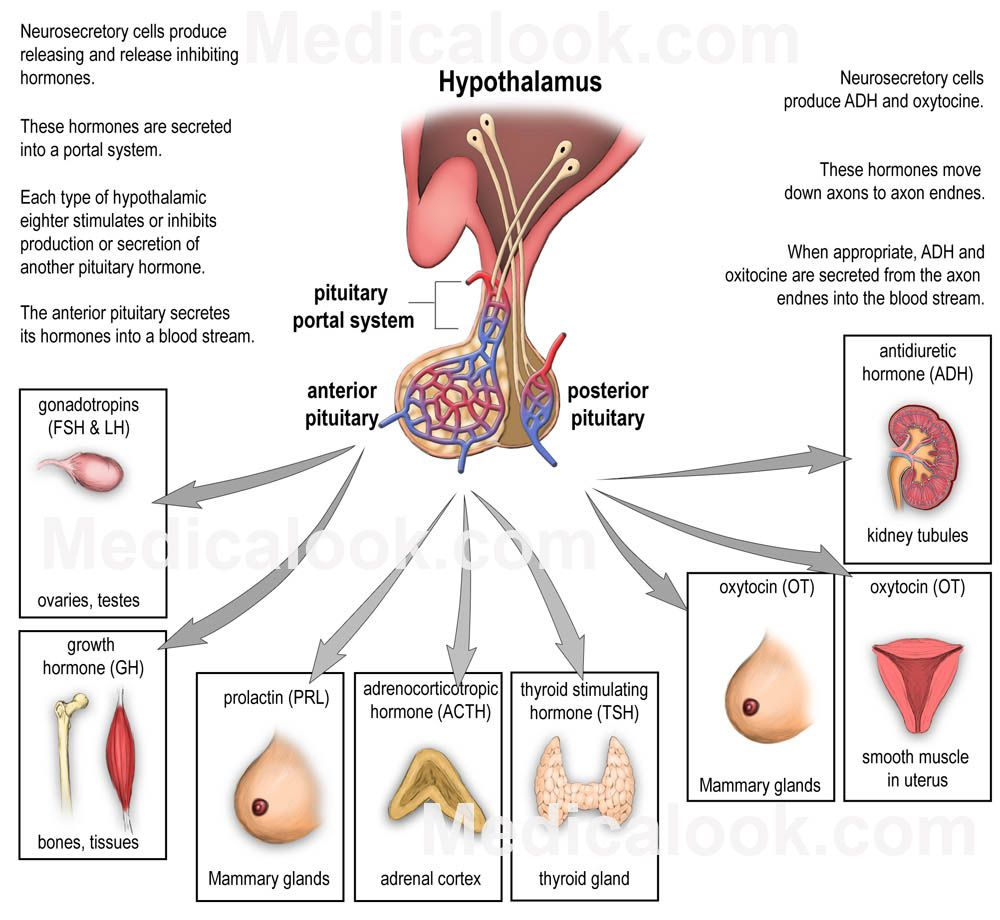 Medicalook.com
Neurosecretory cells produce
releasing and release inhibiting
hormones.
These hormones are secreted
into a portal system.
Each type of hypothalamic
eighter stimulates or inhibits
production or secretion of
another pituitary hormone.
The anterior pituitary secretes
its hormones into a blood stream.
Hypothalamus
Neurosecretory cells
produce ADH and oxytocine.
These hormones move
down axons to axon endnes.
When appropriate, ADH and
oxitocine are secreted from the axon
endnes into the blood stream.
pituitary
portal system
anterior
pituitary
posterior
pituitary
gonadotropins
(FSH & LH)
ovaries, testes
growth
hormone (GH)
bones, tissues
prolactin (PRL)
Mammary glands
adrenocorticotropic
hormone (ACTH)
adrenal cortex
thyroid stimulating
hormone (TSH)
thyroid gland
oxytocin (OT)
Mammary glands
oxytocin (OT)
smooth muscle
in uterus
antidiuretic
hormone (ADH)
kidney tubules
Medicalook.com
Medicalook.com